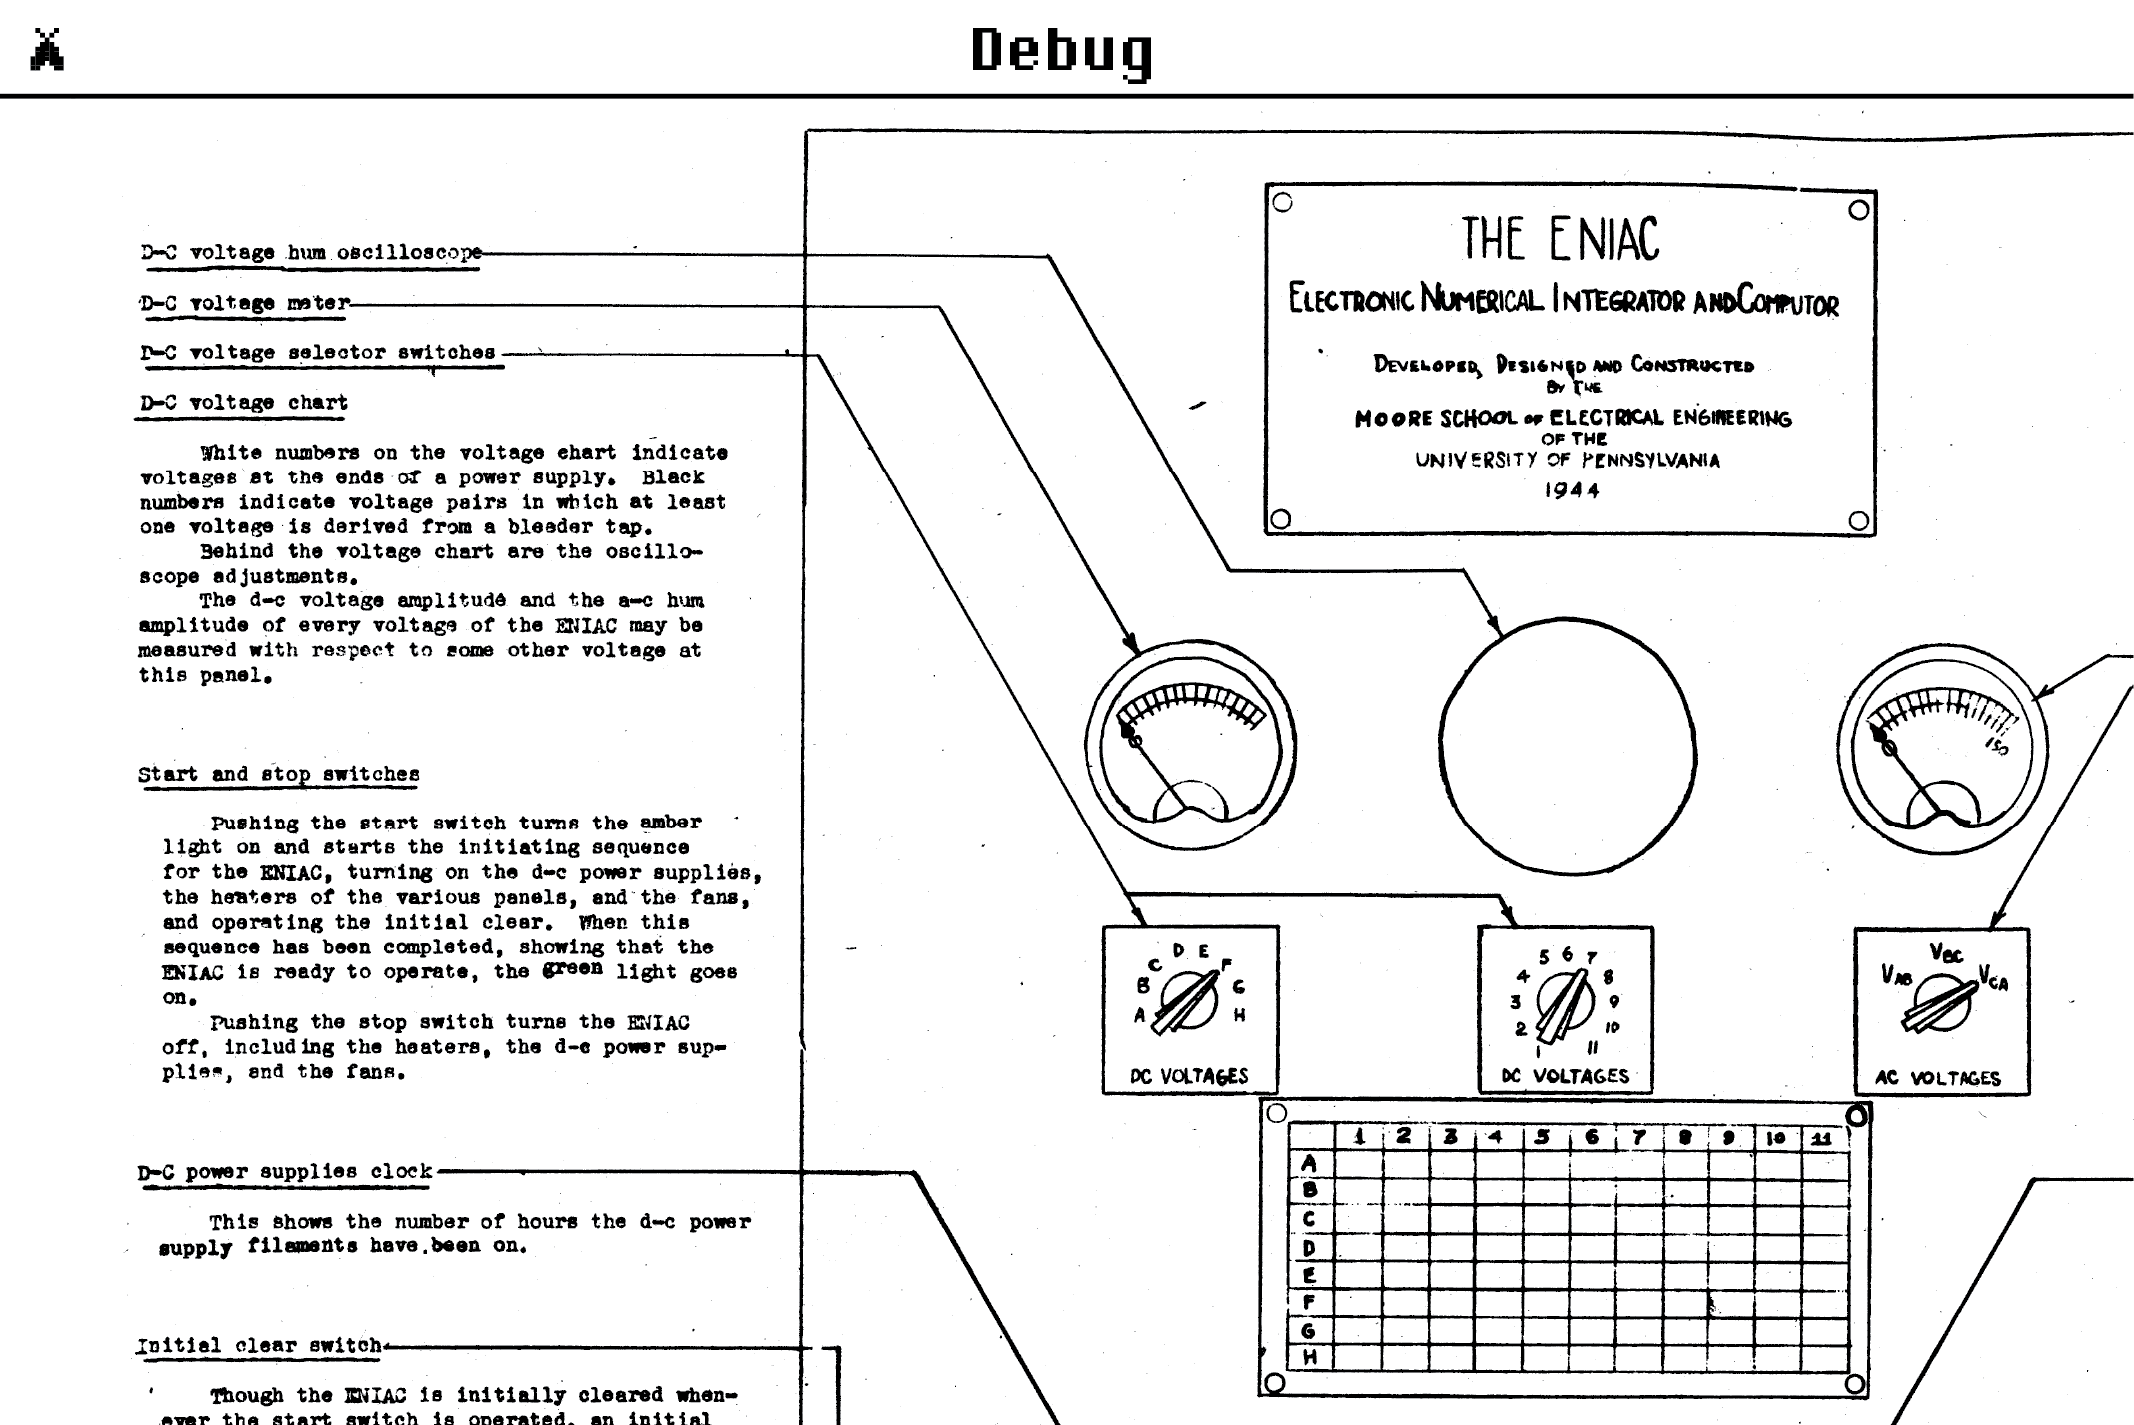 Debug
D-C voltage hum oscilloscope
D-C voltage meter
D-C voltage selector switches
D-C voltage chart
White numbers on the voltage chart indicate
voltages at the ends of a power supply. Black
numbers indicate voltage pairs in which at least
one voltage is derived from a bleeder tap.
Behind the voltage chart are the oscillo-
scope adjustments.
The d-c voltage amplitude and the a-c hum
amplitude of every voltage of the ENIAC may be
measured with respect to some other voltage at
this panel.
Start and stop switches
Pushing the start switch turns the amber
light on and starts the initiating sequence
for the ENIAC, turning on the d-c power supplies,
the heaters of the various panels, and the fans,
and operating the initial clear. When this
sequence has been completed, showing that the
ENIAC is ready to operate, the green light goes
on.
Pushing the stop switch turns the ENIAC
off, including the heaters, the d-c power sup-
plies, and the fans.
D-C power supplies clock
This shows the number of hours the d-c power
supply filaments have been on.
Initial clear switch
Though the ENIAC is initially cleared when-
ever the start switch is operated, an initial
THE ENIAC
ELECTRONIC NUMERICAL INTEGRATOR AND COMPUTOR
DEVELOPED, DESIGNED AND CONSTRUCTED
BY THE
MOORE SCHOOL OF ELECTRICAL ENGINEERING
OF THE
UNIVERSITY OF PENNSYLVANIA
1944
0
0
150
A B C D E F G H
DC VOLTAGES
1 2 3 4 5 6 7 8 9 10 11
DC VOLTAGES
VAB VBC VCA
AC VOLTAGES
1 2 3 4 5 6 7 8 9 10 11
A
B
C
D
E
F
G
H